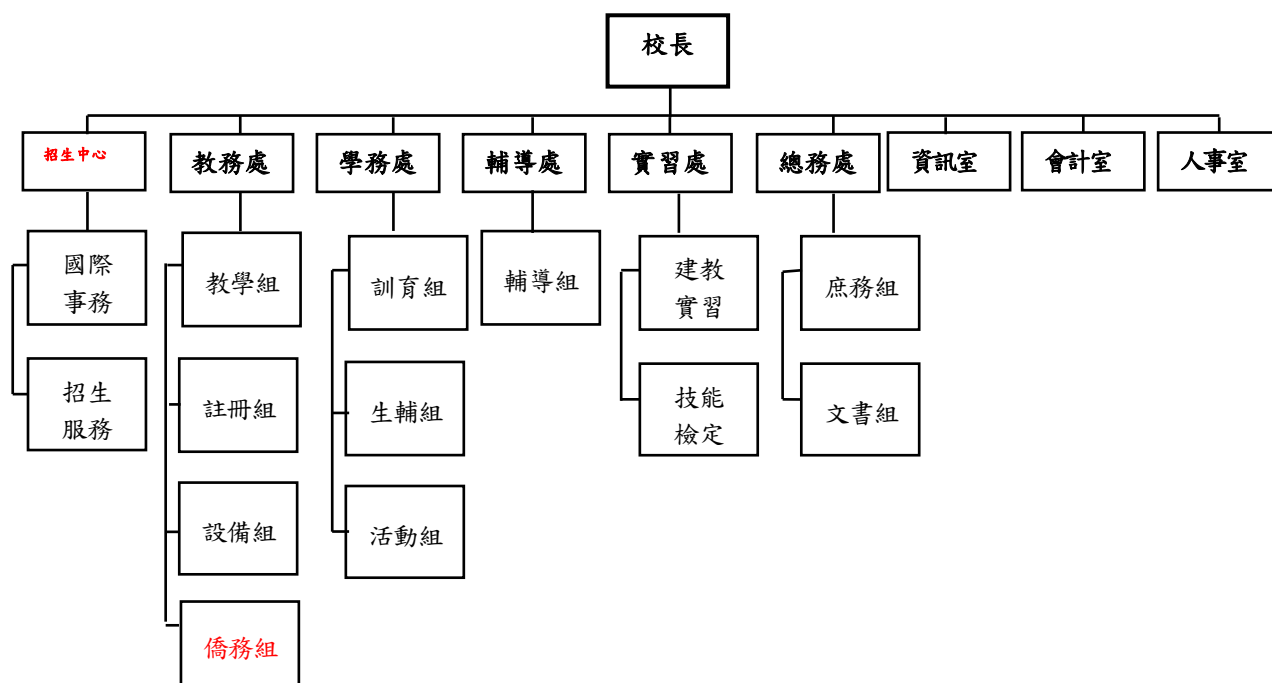 校長
招生中心
教務處
學務處
輔導處
實習處
總務處
資訊室
會計室
人事室
國際
事務
教學組
訓育組
輔導組
建教
實習
庶務組
招生
服務
註冊組
生輔組
技能
檢定
文書組
設備組
活動組
僑務組